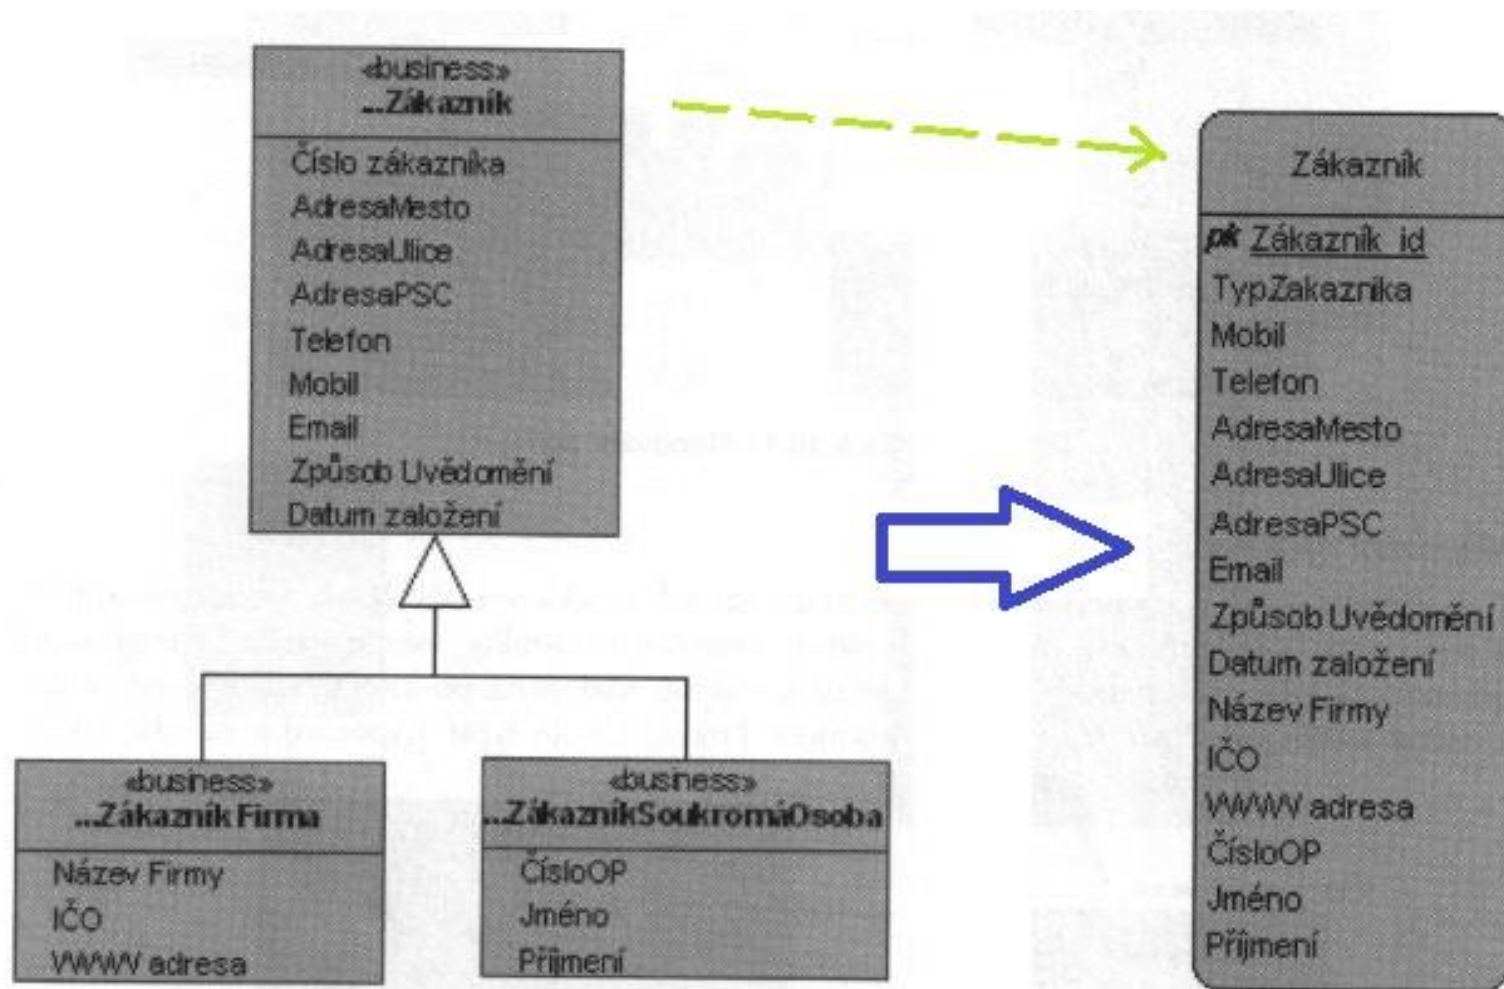 «business»
...Zákazník
Číslo zákazníka
AdresaMesto
AdresaUlice
AdresaPSC
Telefon
Mobil
Email
Způsob Uvědomění
Datum založení
«business»
...Zákazník Firma
Název Firmy
IČO
WWW adresa
«business»
...ZákazníkSoukromáOsoba
ČísloOP
Jméno
Příjmení
Zákazník
pk Zákazník_id
TypZakaznika
Mobil
Telefon
AdresaMesto
AdresaUlice
AdresaPSC
Email
Způsob Uvědomění
Datum založení
Název Firmy
IČO
WWW adresa
ČísloOP
Jméno
Příjmení